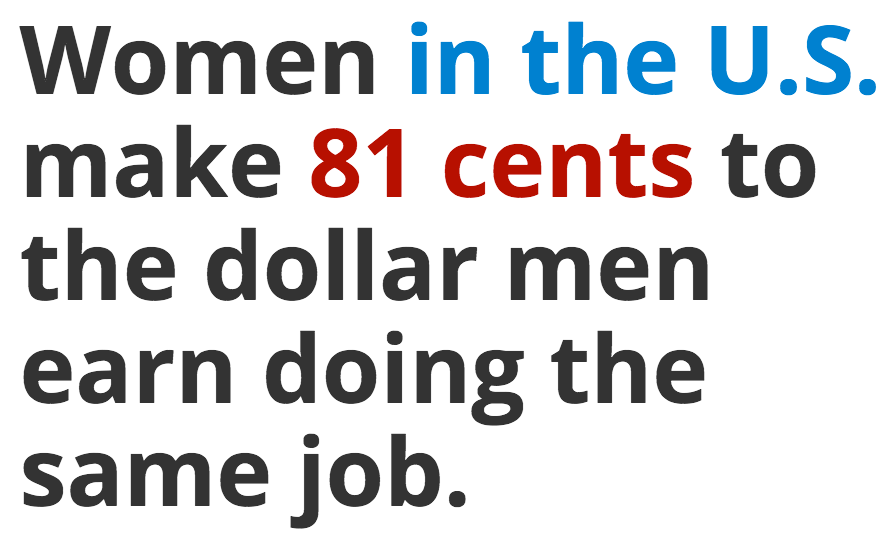 Women in the U.S.
make 81 cents to
the dollar men
earn doing the
same job.